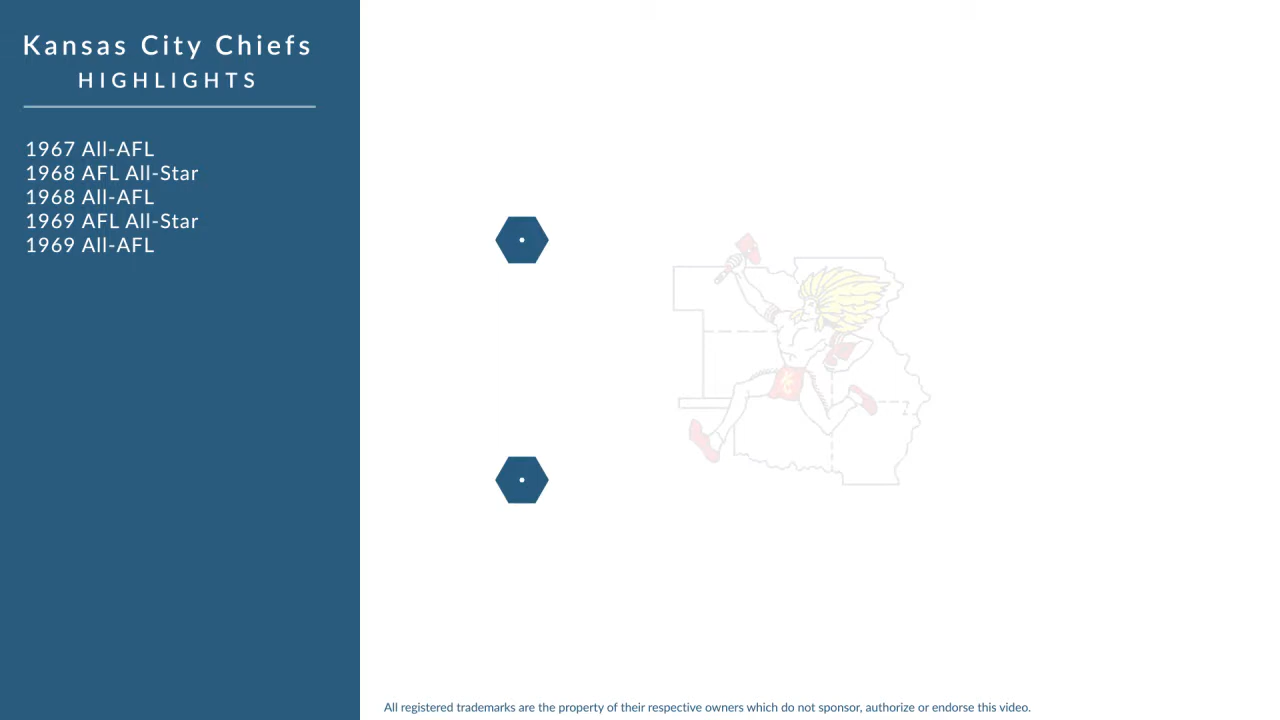 Kansas City Chiefs
HIGHLIGHTS
1967 All-AFL
1968 AFL All-Star
1968 All-AFL
1969 AFL All-Star
1969 All-AFL
All registered trademarks are the property of their respective owners which do not sponsor, authorize or endorse this video.